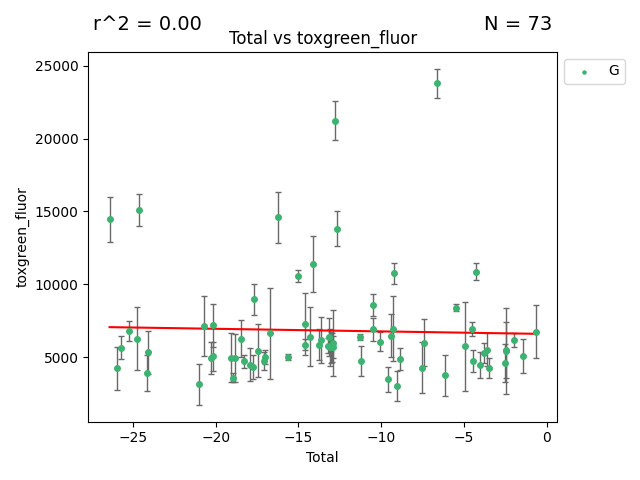 r^2 = 0.00
N = 73
Total vs toxgreen_fluor
G
25000
20000
15000
10000
5000
toxgreen_fluor
−25
−20
−15
−10
−5
0
Total